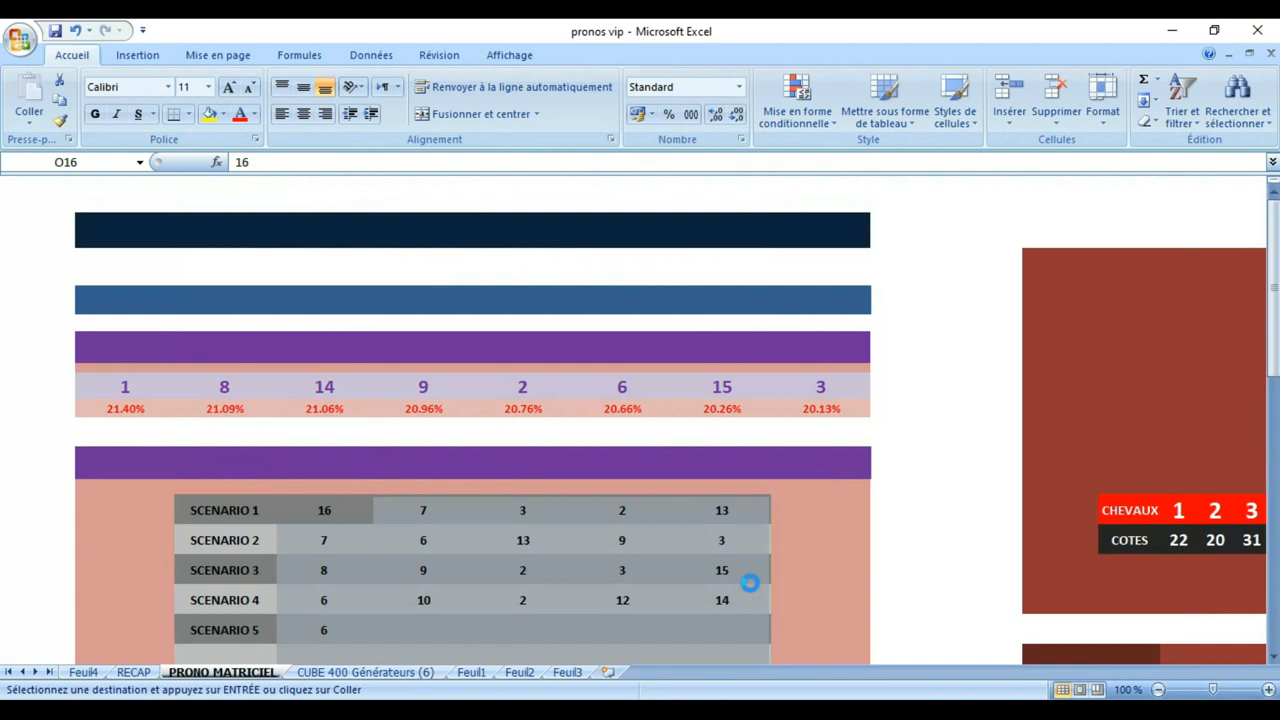 pronos vip - Microsoft Excel
Accueil Insertion Mise en page Formules Données Révision Affichage
Coller
Presse-p...
Calibri 11
G I S
Police
Renvoyer à la ligne automatiquement
Fusionner et centrer
Alignement
Standard
% 000
Nombre
Mise en forme conditionnelle
Mettre sous forme de tableau
Styles de cellules
Style
Insérer Supprimer Format
Cellules
Trier et filtrer
Rechercher et sélectionner
Édition
O16 fx 16
1 8 14 9 2 6 15 3
21.40% 21.09% 21.06% 20.96% 20.76% 20.66% 20.26% 20.13%
SCENARIO 1 16 7 3 2 13
SCENARIO 2 7 6 13 9 3
SCENARIO 3 8 9 2 3 15
SCENARIO 4 6 10 2 12 14
SCENARIO 5 6
CHEVAUX 1 2 3
COTES 22 20 31
Feuil4 RECAP PRONO MATRICIEL CUBE 400 Générateurs (6) Feuil1 Feuil2 Feuil3
Sélectionnez une destination et appuyez sur ENTRÉE ou cliquez sur Coller
100 %